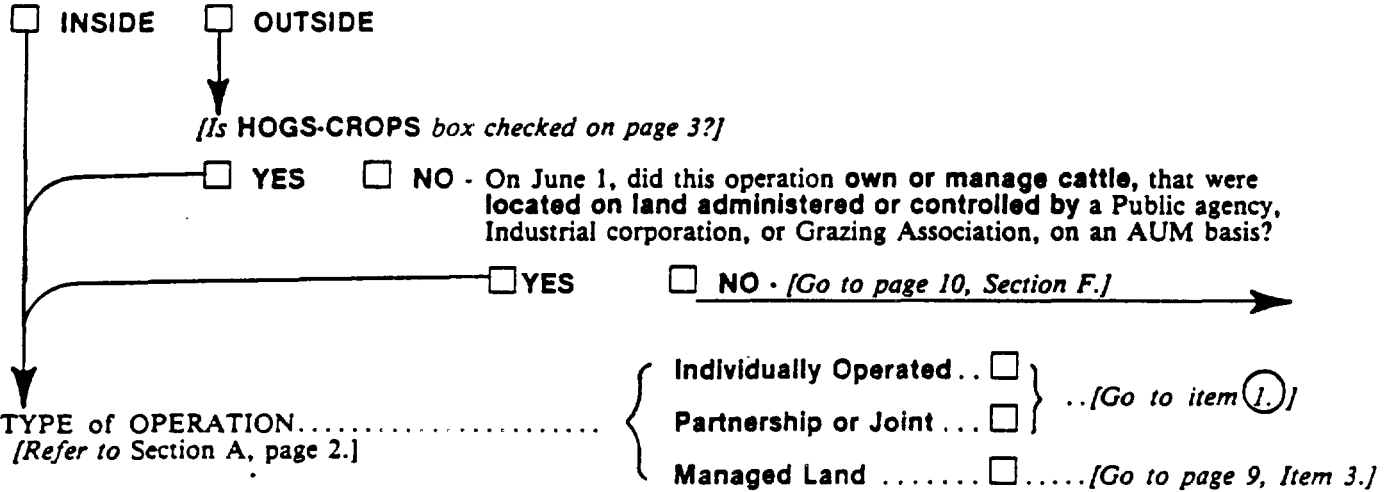 ☐ INSIDE ☐ OUTSIDE
[Is HOGS-CROPS box checked on page 3?]
☐ YES ☐ NO - On June 1, did this operation own or manage cattle, that were
located on land administered or controlled by a Public agency,
Industrial corporation, or Grazing Association, on an AUM basis?
☐ YES ☐ NO - [Go to page 10, Section F.]
Individually Operated . . ☐
. . [Go to item 1.]
TYPE of OPERATION........................
Partnership or Joint . . . ☐
[Refer to Section A, page 2.]
Managed Land ....... ☐ .....[Go to page 9, Item 3.]